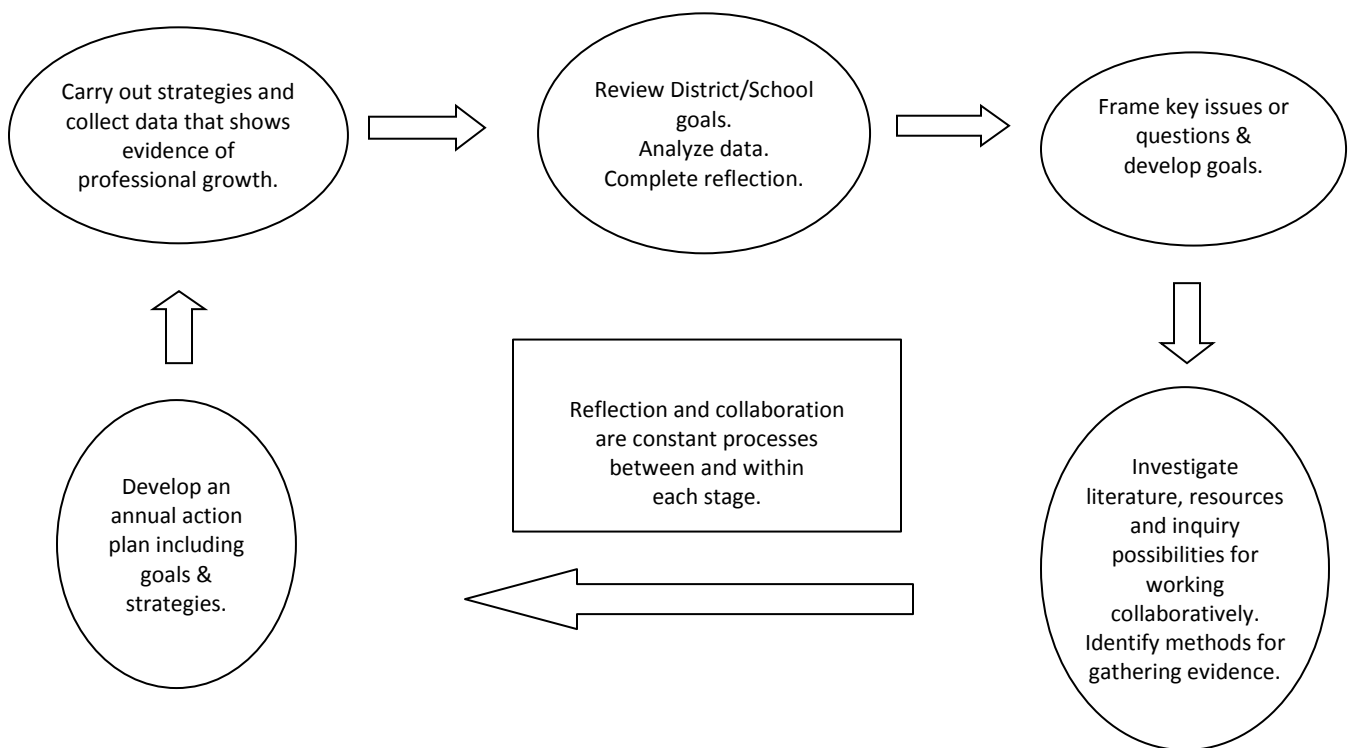 Carry out strategies and
collect data that shows
evidence of
professional growth.
Review District/School
goals.
Analyze data.
Complete reflection.
Frame key issues or
questions &
develop goals.
Reflection and collaboration
are constant processes
between and within
each stage.
Develop an
annual action
plan including
goals &
strategies.
Investigate
literature, resources
and inquiry
possibilities for
working
collaboratively.
Identify methods for
gathering evidence.